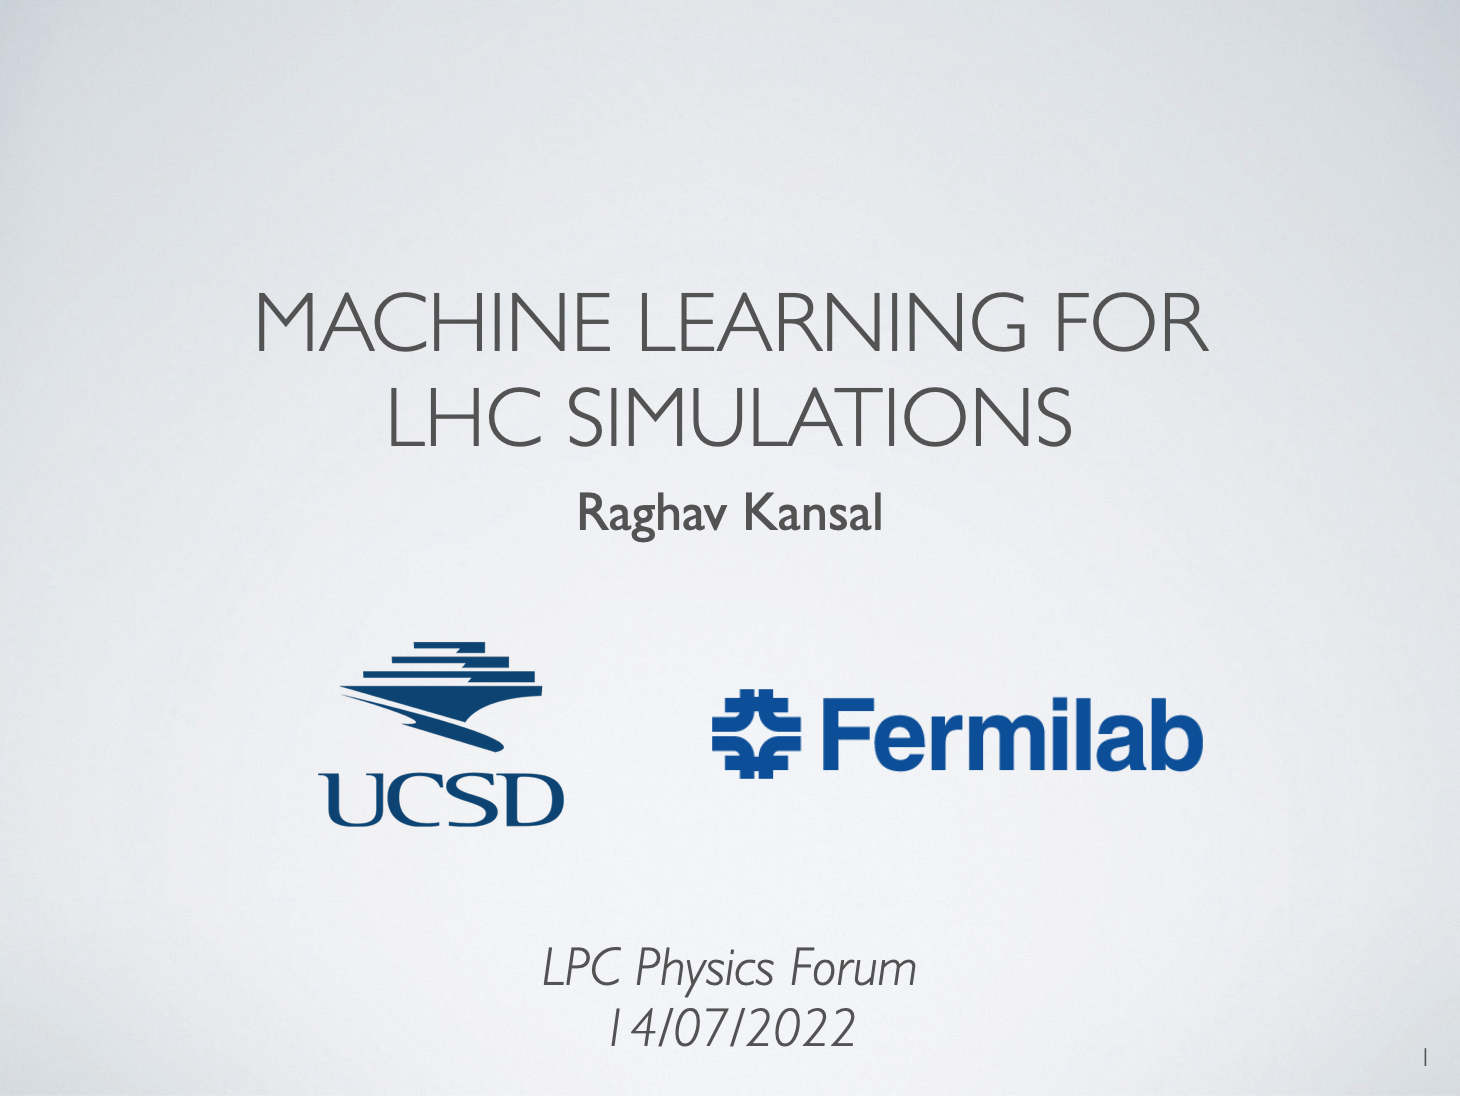 MACHINE LEARNING FOR
LHC SIMULATIONS
Raghav Kansal
UCSD
Fermilab
LPC Physics Forum
14/07/2022
1